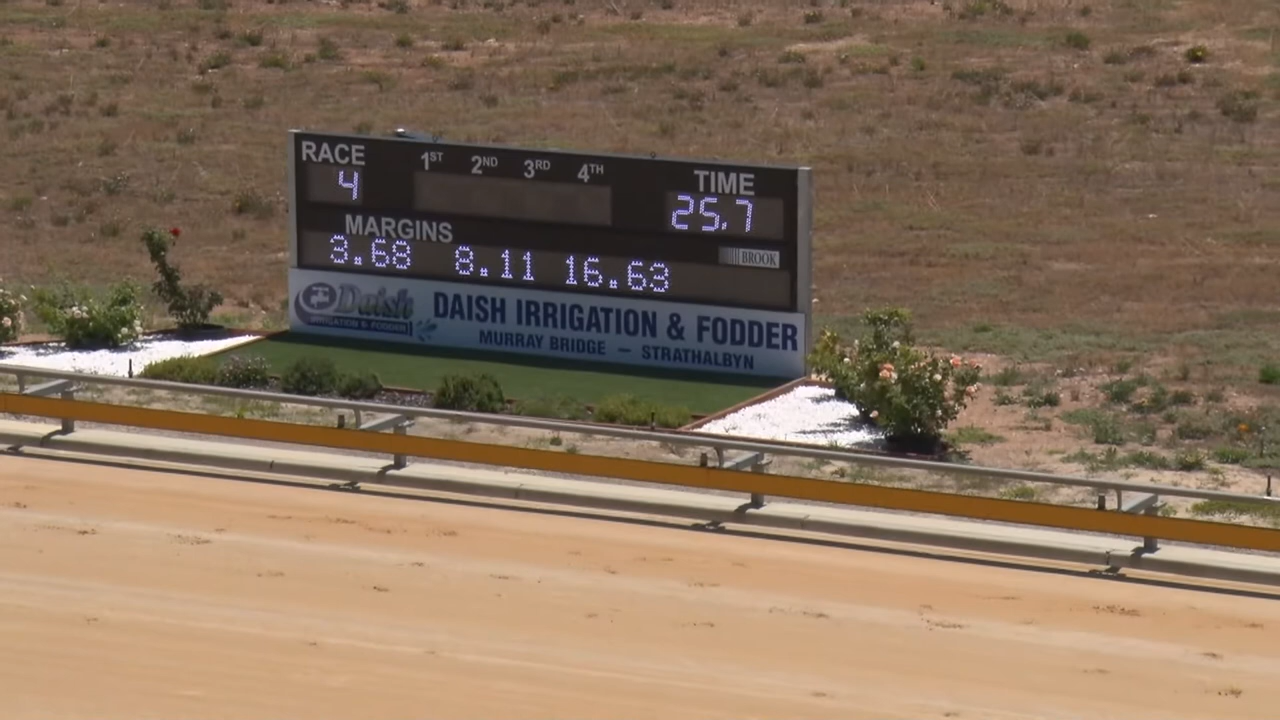 RACE 1ST 2ND 3RD 4TH TIME
4 25.7
MARGINS
3.68 8.11 16.63
BROOK
Daish
IRRIGATION & FODDER
DAISH IRRIGATION & FODDER
MURRAY BRIDGE – STRATHALBYN